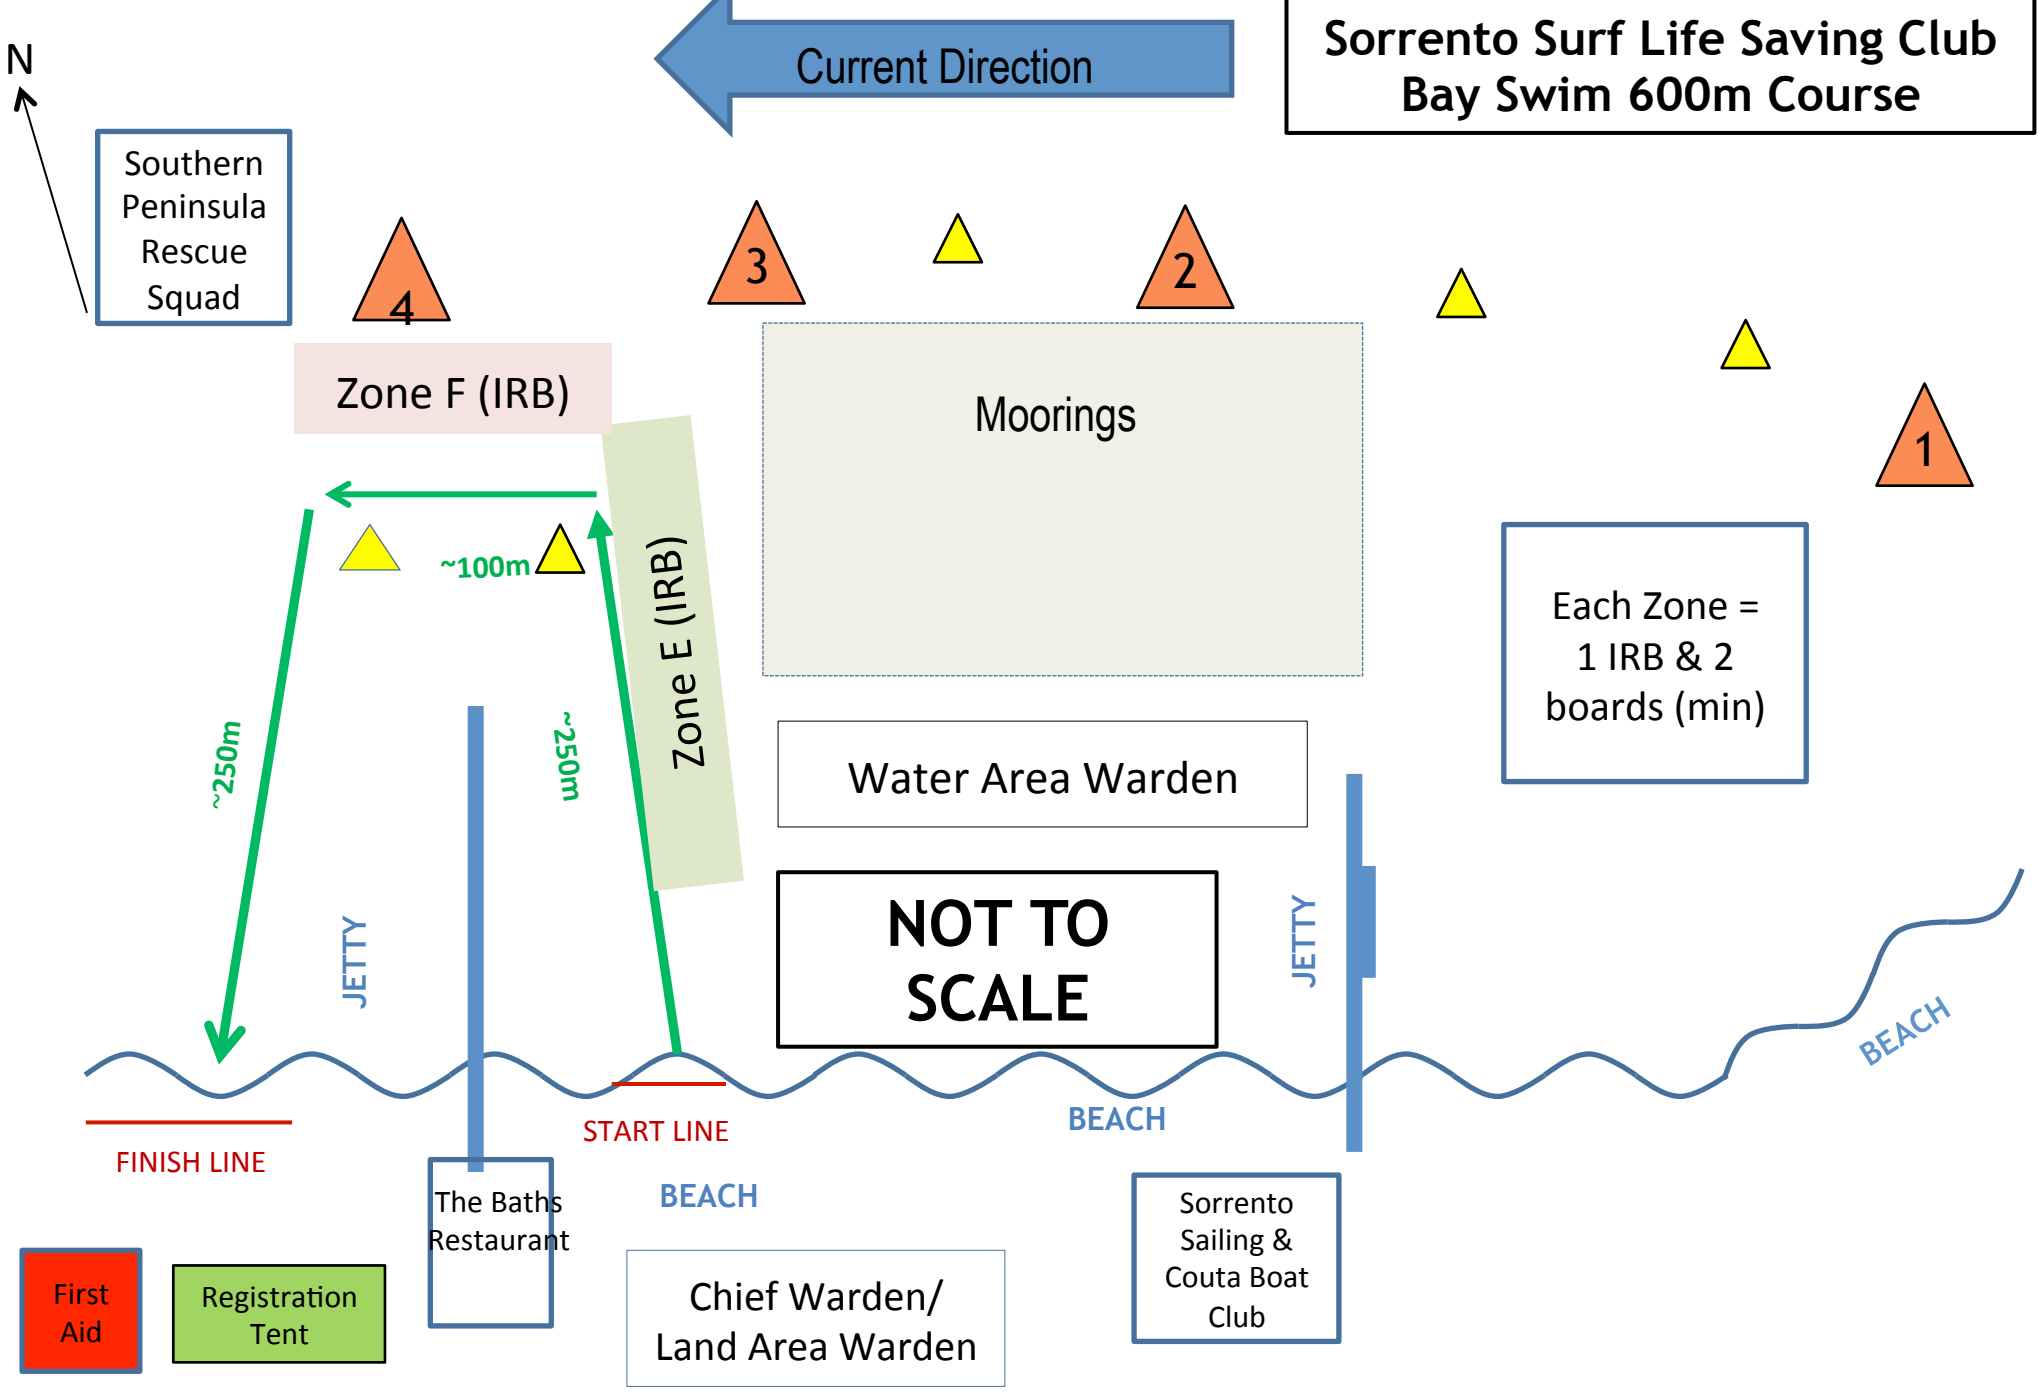 Sorrento Surf Life Saving Club
Bay Swim 600m Course
Current Direction
N
Southern
Peninsula
Rescue
Squad
4
3
2
1
Zone F (IRB)
Moorings
~100m
Zone E (IRB)
~250m
~250m
Each Zone =
1 IRB & 2
boards (min)
Water Area Warden
NOT TO
SCALE
JETTY
JETTY
BEACH
BEACH
START LINE
FINISH LINE
BEACH
The Baths
Restaurant
Sorrento
Sailing &
Couta Boat
Club
First
Aid
Registration
Tent
Chief Warden/
Land Area Warden